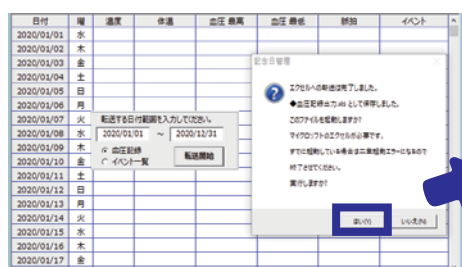 日付 曜 温度 体温 血圧 最高 血圧 最低 脈拍 イベント
2020/01/01 水
2020/01/02 木
2020/01/03 金
2020/01/04 土
2020/01/05 日
2020/01/06 月
2020/01/07 火
2020/01/08 水
2020/01/09 木
2020/01/10 金
2020/01/11 土
2020/01/12 日
2020/01/13 月
2020/01/14 火
2020/01/15 水
2020/01/16 木
2020/01/17 金
転送する日付範囲を入力してください。
2020/01/01 ~ 2020/12/31
血圧記録
イベント一覧
転送開始
記念日管理
エクセルへの転送は完了しました。
◆血圧記録出力.xls として保存しました。
このファイルを起動しますか?
マイクロソフトのエクセルが必要です。
すでに起動している場合は二重起動エラーになるので
終了させてください。
実行しますか?
はい(Y) いいえ(N)